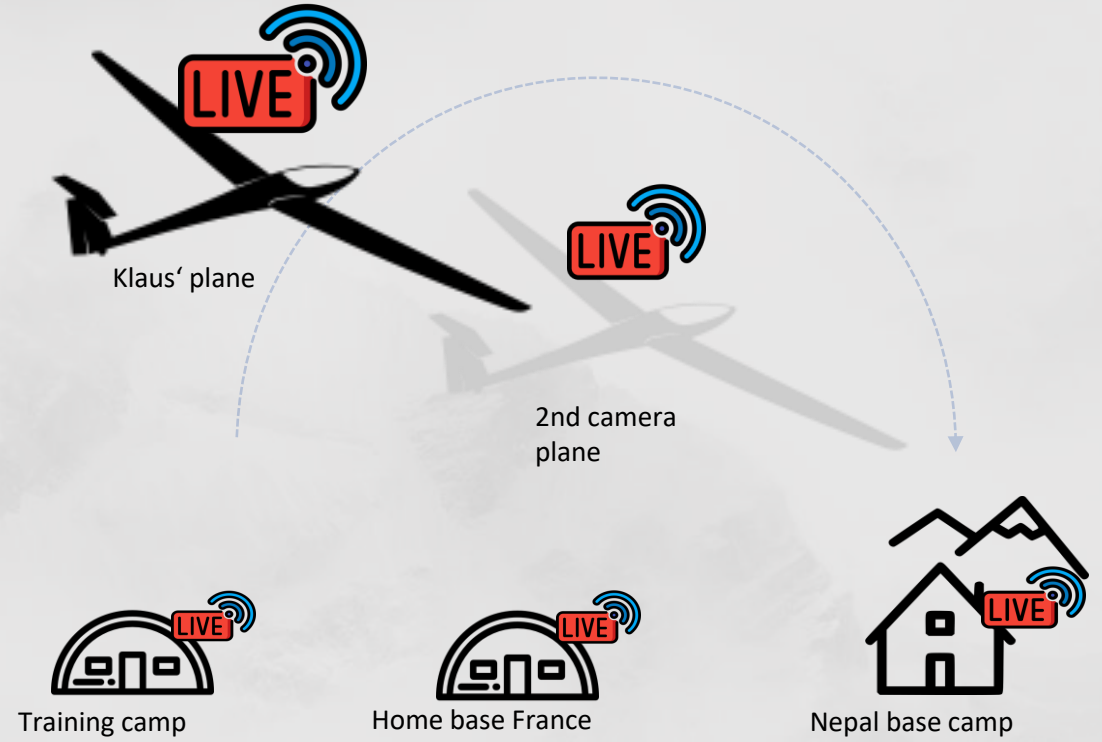 LIVE
Klaus‘ plane
LIVE
2nd camera
plane
LIVE
LIVE
LIVE
Training camp
Home base France
Nepal base camp